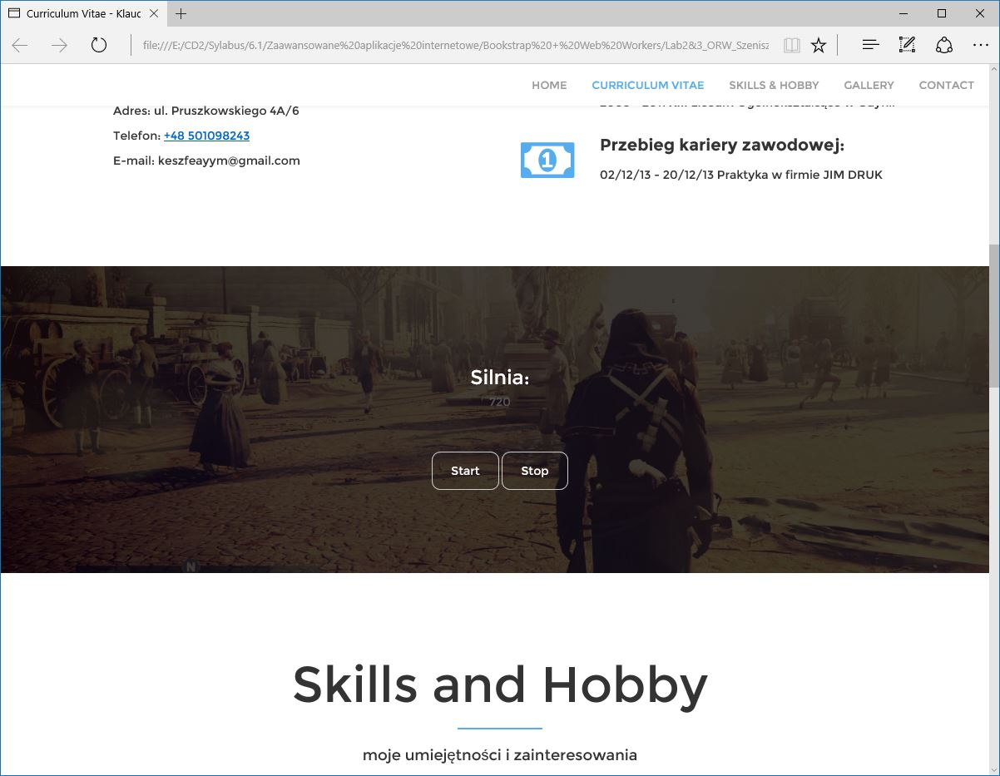 Curriculum Vitae - Klauc
file:///E:/CD2/Sylabus/6.1/Zaawansowane%20aplikacje%20internetowe/Bookstrap%20+%20Web%20Workers/Lab2&3_ORW_Szenisz
HOME CURRICULUM VITAE SKILLS & HOBBY GALLERY CONTACT
Adres: ul. Pruszkowskiego 4A/6
Telefon: +48 501098243
E-mail: keszfeayym@gmail.com
1
Przebieg kariery zawodowej:
02/12/13 - 20/12/13 Praktyka w firmie JIM DRUK
Silnia:
720
Start Stop
N
Skills and Hobby
moje umiejętności i zainteresowania